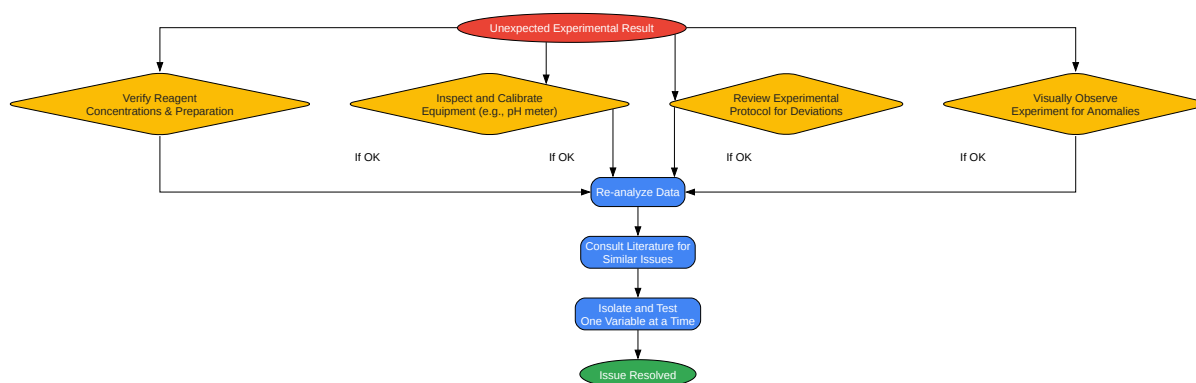 Unexpected Experimental Result
Verify Reagent
Concentrations & Preparation
Inspect and Calibrate
Equipment (e.g., pH meter)
Review Experimental
Protocol for Deviations
Visually Observe
Experiment for Anomalies
If OK
If OK
If OK
If OK
Re-analyze Data
Consult Literature for
Similar Issues
Isolate and Test
One Variable at a Time
Issue Resolved